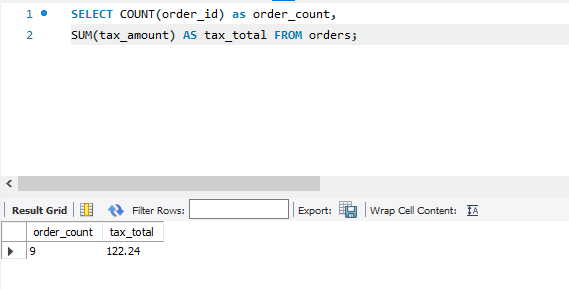 1 SELECT COUNT(order_id) as order_count,
2 SUM(tax_amount) AS tax_total FROM orders;
Result Grid Filter Rows: Export: Wrap Cell Content: IA
order_count tax_total
9 122.24